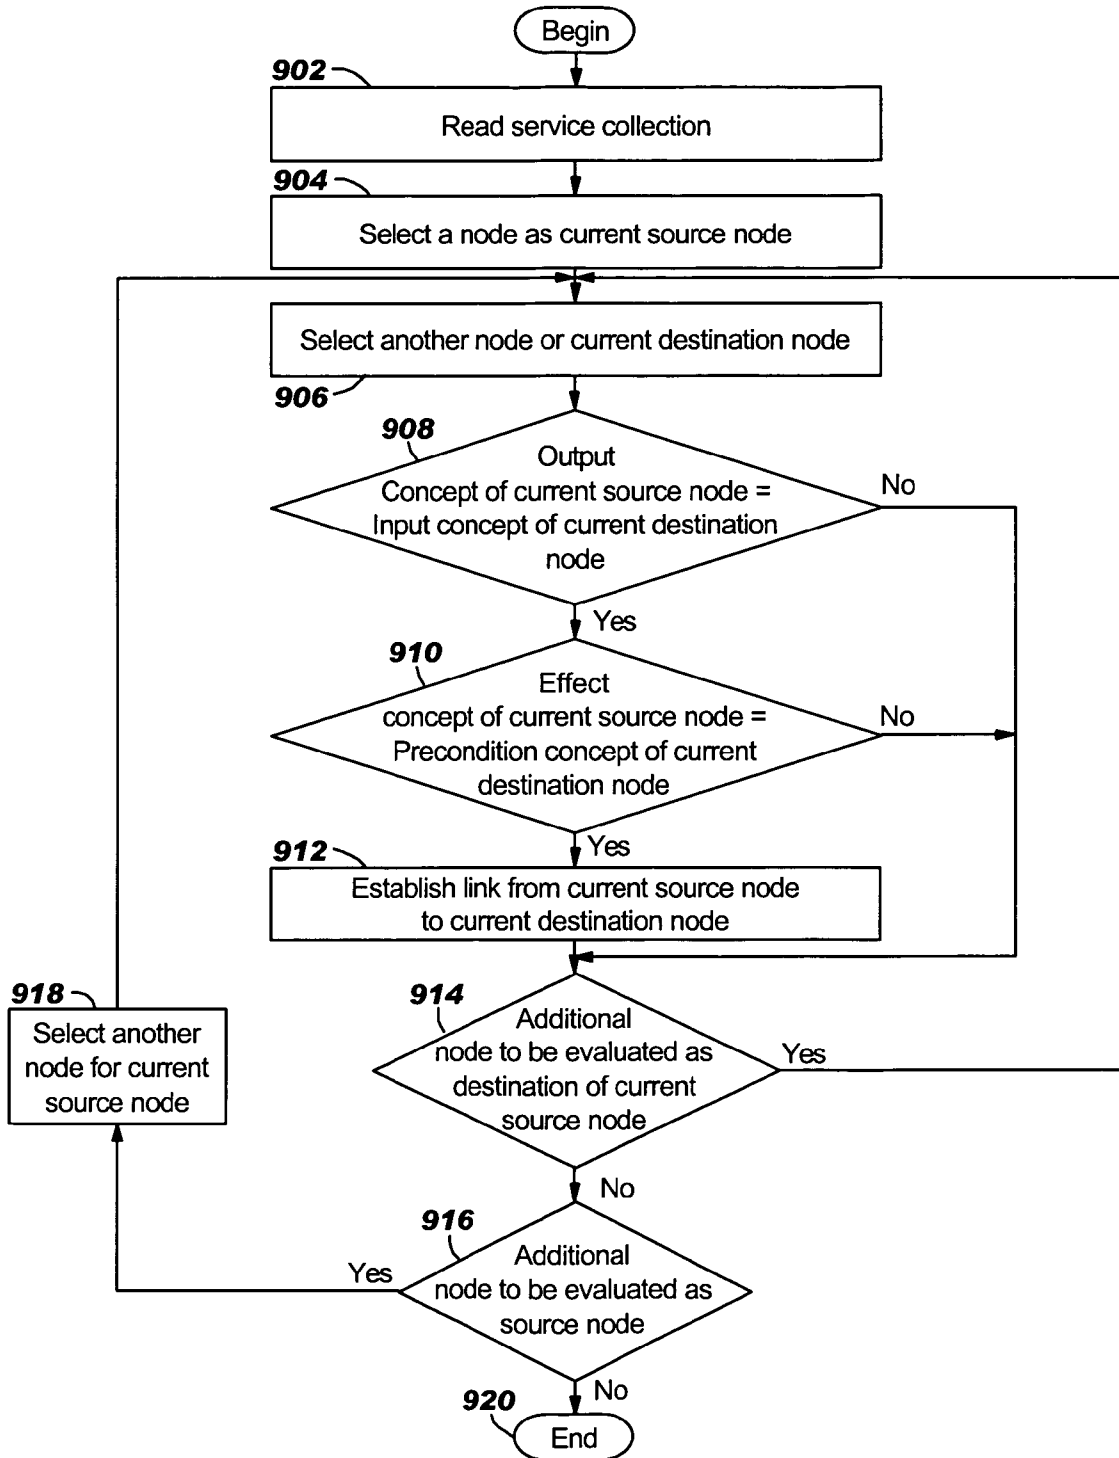 Begin
902
Read service collection
904
Select a node as current source node
Select another node or current destination node
906
908
Output
Concept of current source node =
Input concept of current destination
node
No
Yes
910
Effect
concept of current source node =
Precondition concept of current
destination node
No
Yes
912
Establish link from current source node
to current destination node
918
Select another
node for current
source node
914
Additional
node to be evaluated as
destination of current
source node
Yes
No
916
Additional
node to be evaluated as
source node
Yes
No
920
End